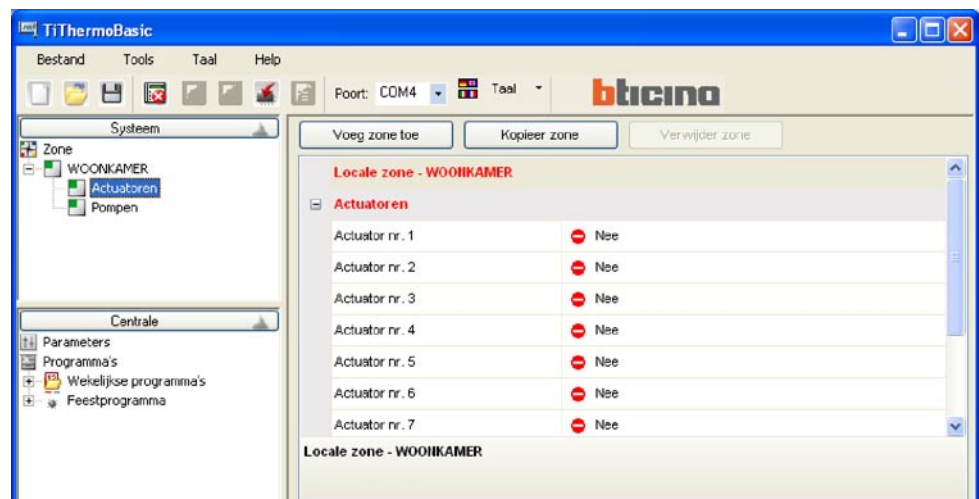 TiThermoBasic
Bestand Tools Taal Help
Poort: COM4 Taal bticino
Systeem
Zone
WOONKAMER
Actuatoren
Pompen
Centrale
Parameters
Programma's
Wekelijkse programma's
Feestprogramma
Voeg zone toe Kopieer zone Verwijder zone
Locale zone - WOONKAMER
Actuatoren
Actuator nr. 1 Nee
Actuator nr. 2 Nee
Actuator nr. 3 Nee
Actuator nr. 4 Nee
Actuator nr. 5 Nee
Actuator nr. 6 Nee
Actuator nr. 7 Nee
Locale zone - WOONKAMER